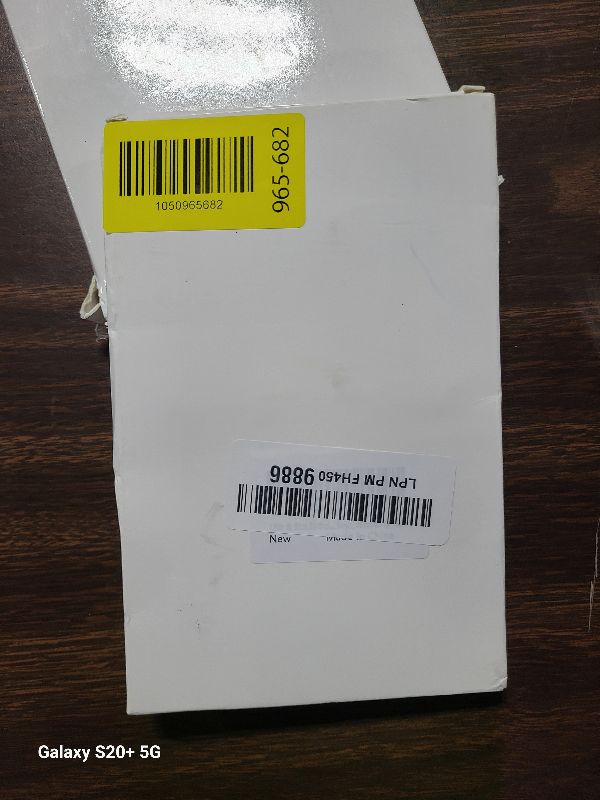 1050965682
965-682
LPN PM FH450 9886
New
Galaxy S20+ 5G